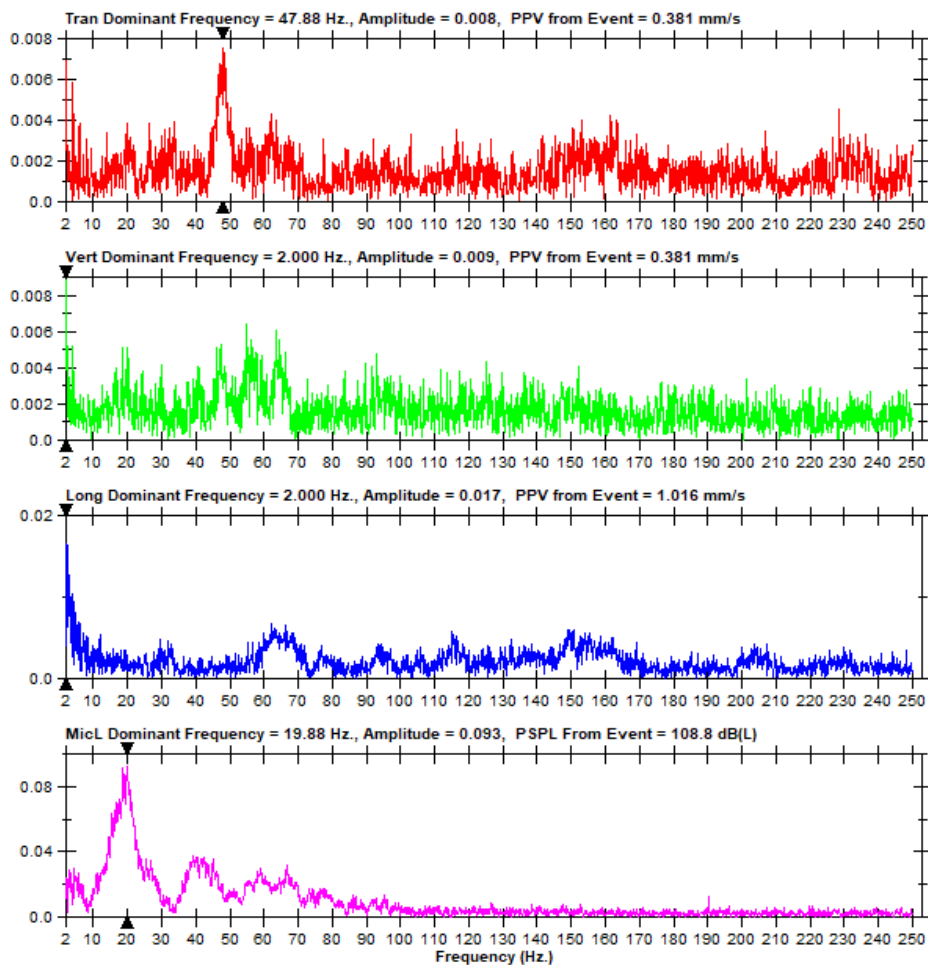 Tran Dominant Frequency = 47.88 Hz., Amplitude = 0.008, PPV from Event = 0.381 mm/s
0.008
0.006
0.004
0.002
0.0
2 10 20 30 40 50 60 70 80 90 100 110 120 130 140 150 160 170 180 190 200 210 220 230 240 250
Vert Dominant Frequency = 2.000 Hz., Amplitude = 0.009, PPV from Event = 0.381 mm/s
0.008
0.006
0.004
0.002
0.0
2 10 20 30 40 50 60 70 80 90 100 110 120 130 140 150 160 170 180 190 200 210 220 230 240 250
Long Dominant Frequency = 2.000 Hz., Amplitude = 0.017, PPV from Event = 1.016 mm/s
0.02
0.0
2 10 20 30 40 50 60 70 80 90 100 110 120 130 140 150 160 170 180 190 200 210 220 230 240 250
MicL Dominant Frequency = 19.88 Hz., Amplitude = 0.093, PSPL From Event = 108.8 dB(L)
0.08
0.04
0.0
2 10 20 30 40 50 60 70 80 90 100 110 120 130 140 150 160 170 180 190 200 210 220 230 240 250
Frequency (Hz.)